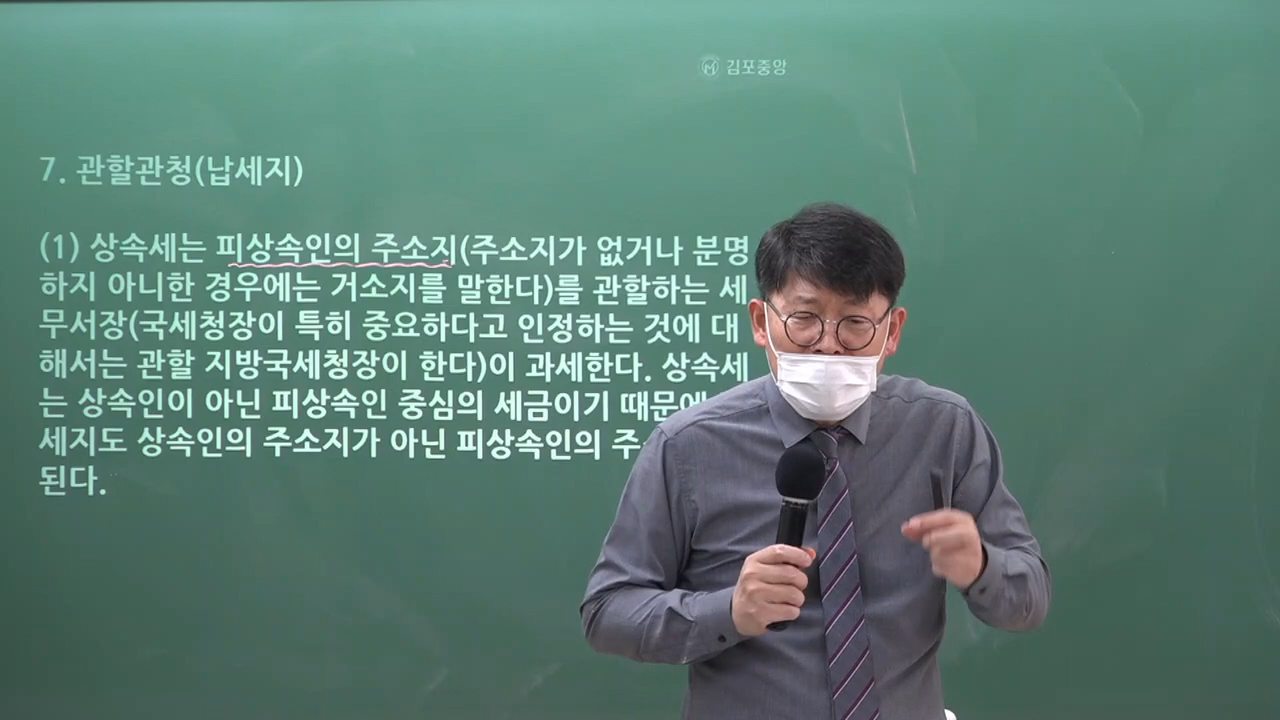 김포중앙
7. 관할관청(납세지)
(1) 상속세는 피상속인의 주소지(주소지가 없거나 분명
하지 아니한 경우에는 거소지를 말한다)를 관할하는 세
무서장(국세청장이 특히 중요하다고 인정하는 것에 대
해서는 관할 지방국세청장이 한다)이 과세한다. 상속세
는 상속인이 아닌 피상속인 중심의 세금이기 때문에
세지도 상속인의 주소지가 아닌 피상속인의
된다.